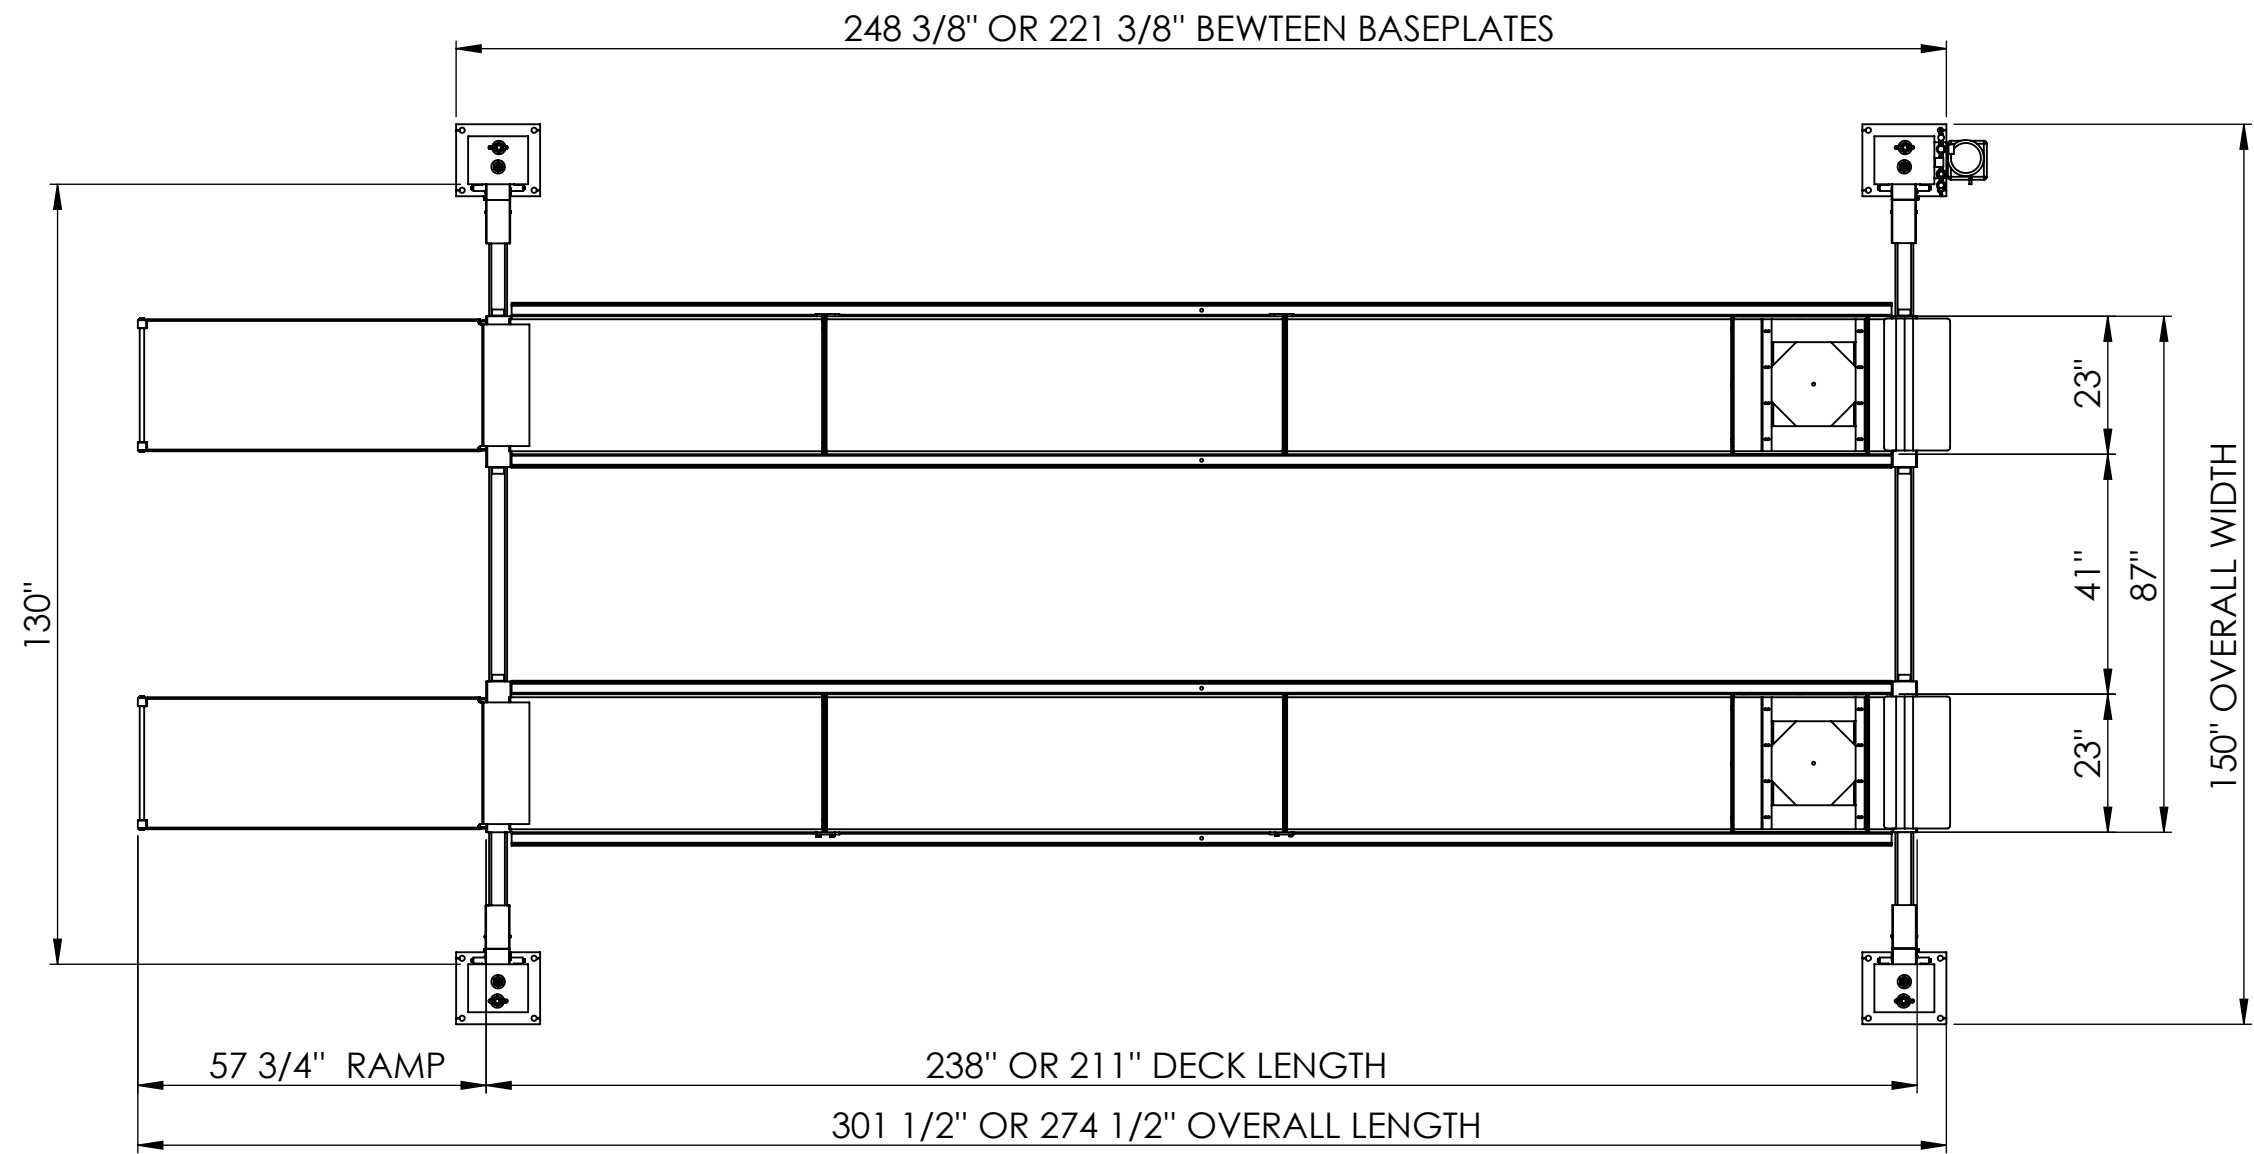 248 3/8" OR 221 3/8" BEWTEEN BASEPLATES
130"
23"
41"
87"
23"
150" OVERALL WIDTH
57 3/4" RAMP
238" OR 211" DECK LENGTH
301 1/2" OR 274 1/2" OVERALL LENGTH